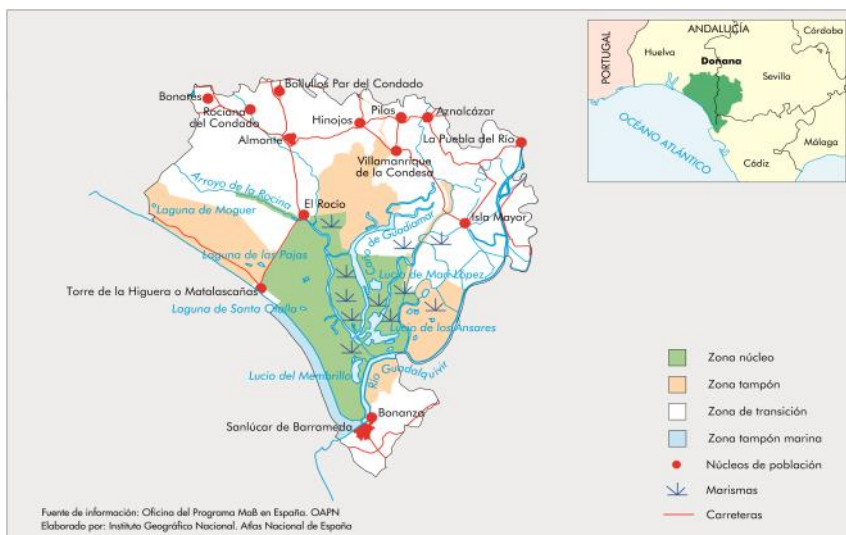 Bonares
Bollullos Par del Condado
Rociana
del Condado
Almonte
Hinojos
Pilas
Aznalcázar
La Puebla del Río
Villamanrique
de la Condesa
Arroyo de la Rocina
Laguna de Moguer
El Rocío
Caño de Guadiamar
Isla Mayor
Laguna de las Pajas
Lucio de Mari López
Torre de la Higuera o Matalascañas
Laguna de Santa Olalla
Lucio de los Ansares
Lucio del Membrillo
Río Guadalquivir
Bonanza
Sanlúcar de Barrameda
PORTUGAL
ANDALUCÍA
Huelva
Córdoba
Doñana
Sevilla
OCÉANO ATLÁNTICO
Málaga
Cádiz
Zona núcleo
Zona tampón
Zona de transición
Zona tampón marina
Núcleos de población
Marismas
Carreteras
Fuente de información: Oficina del Programa MaB en España. OAPN
Elaborado por: Instituto Geográfico Nacional. Atlas Nacional de España